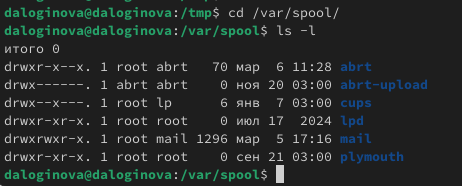 daloginova@daloginova:/tmp$ cd /var/spool/
daloginova@daloginova:/var/spool$ ls -l
итого 0
drwxr-x--x. 1 root abrt   70 мар  6 11:28 abrt
drwx------. 1 abrt abrt    0 ноя 20 03:00 abrt-upload
drwx--x---. 1 root lp      6 янв  7 03:00 cups
drwxr-xr-x. 1 root root    0 июл 17  2024 lpd
drwxrwxr-x. 1 root mail 1296 мар  5 17:16 mail
drwxr-xr-x. 1 root root    0 сен 21 03:00 plymouth
daloginova@daloginova:/var/spool$